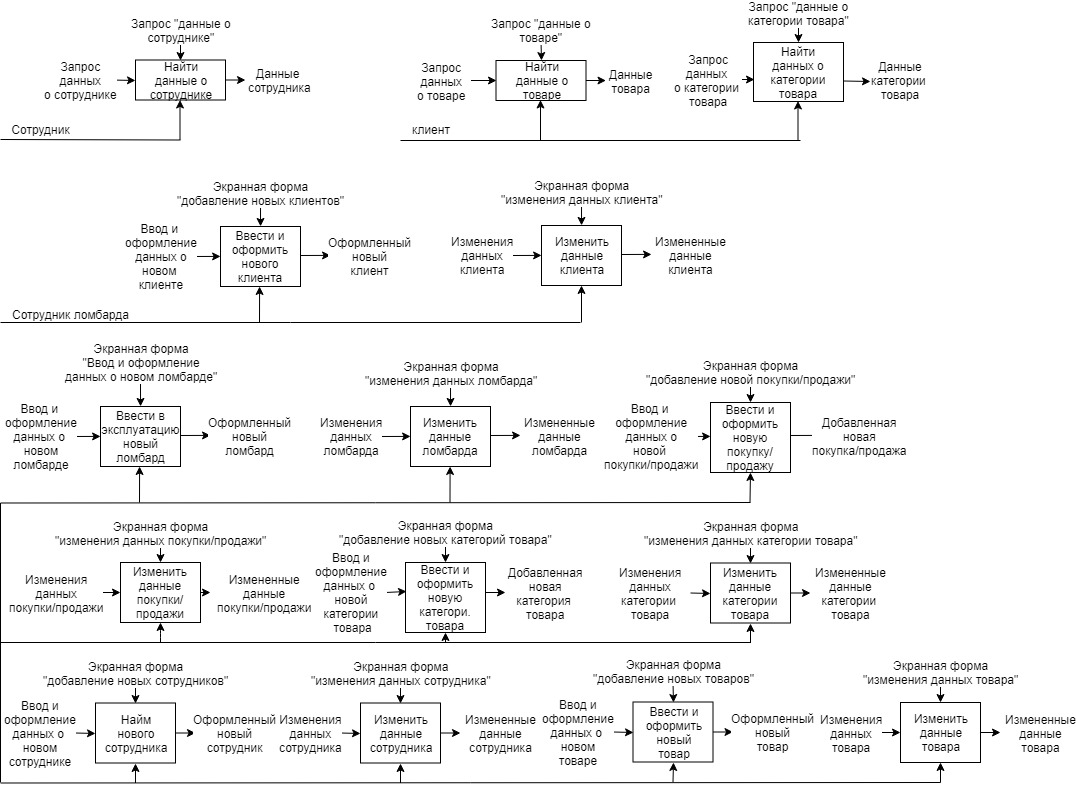 Запрос "данные о
сотруднике"
Запрос
данных
о сотруднике
Найти
данные о
сотруднике
Данные
сотрудника
Сотрудник
Запрос "данные о
товаре"
Запрос
данных
о товаре
Найти
данные о
товаре
Данные
товара
Запрос "данные о
категории товара"
Запрос
данных
о категории
товара
Найти
данных о
категории
товара
Данные
категории
товара
клиент
Экранная форма
"добавление новых клиентов"
Ввод и
оформление
данных о
новом
клиенте
Ввести и
оформить
нового
клиента
Оформленный
новый
клиент
Экранная форма
"изменения данных клиента"
Изменения
данных
клиента
Изменить
данные
клиента
Измененные
данные
клиента
Сотрудник ломбарда
Экранная форма
"Ввод и оформление
данных о новом ломбарде"
Ввод и
оформление
данных о
новом
ломбарде
Ввести в
эксплуатацию
новый
ломбард
Оформленный
новый
ломбард
Экранная форма
"изменения данных ломбарда"
Изменения
данных
ломбарда
Изменить
данные
ломбарда
Измененные
данные
ломбарда
Экранная форма
"добавление новой покупки/продажи"
Ввод и
оформление
данных о
новой
покупки/продажи
Ввести и
оформить
новую
покупку/
продажу
Добавленная
новая
покупка/продажа
Экранная форма
"изменения данных покупки/продажи"
Изменения
данных
покупки/продажи
Изменить
данные
покупки/
продажи
Измененные
данные
покупки/продажи
Экранная форма
"добавление новых категорий товара"
Ввод и
оформление
данных о
новой
категории
товара
Ввести и
оформить
новую
категори.
товара
Добавленная
новая
категория
товара
Экранная форма
"изменения данных категории товара"
Изменения
данных
категории
товара
Изменить
данные
категории
товара
Измененные
данные
категории
товара
Экранная форма
"добавление новых сотрудников"
Ввод и
оформление
данных о
новом
сотруднике
Найм
нового
сотрудника
Оформленный
новый
сотрудник
Экранная форма
"изменения данных сотрудника"
Изменения
данных
сотрудника
Изменить
данные
сотрудника
Измененные
данные
сотрудника
Экранная форма
"добавление новых товаров"
Ввод и
оформление
данных о
новом
товаре
Ввести и
оформить
новый
товар
Оформленный
новый
товар
Экранная форма
"изменения данных товара"
Изменения
данных
товара
Изменить
данные
товара
Измененные
данные
товара